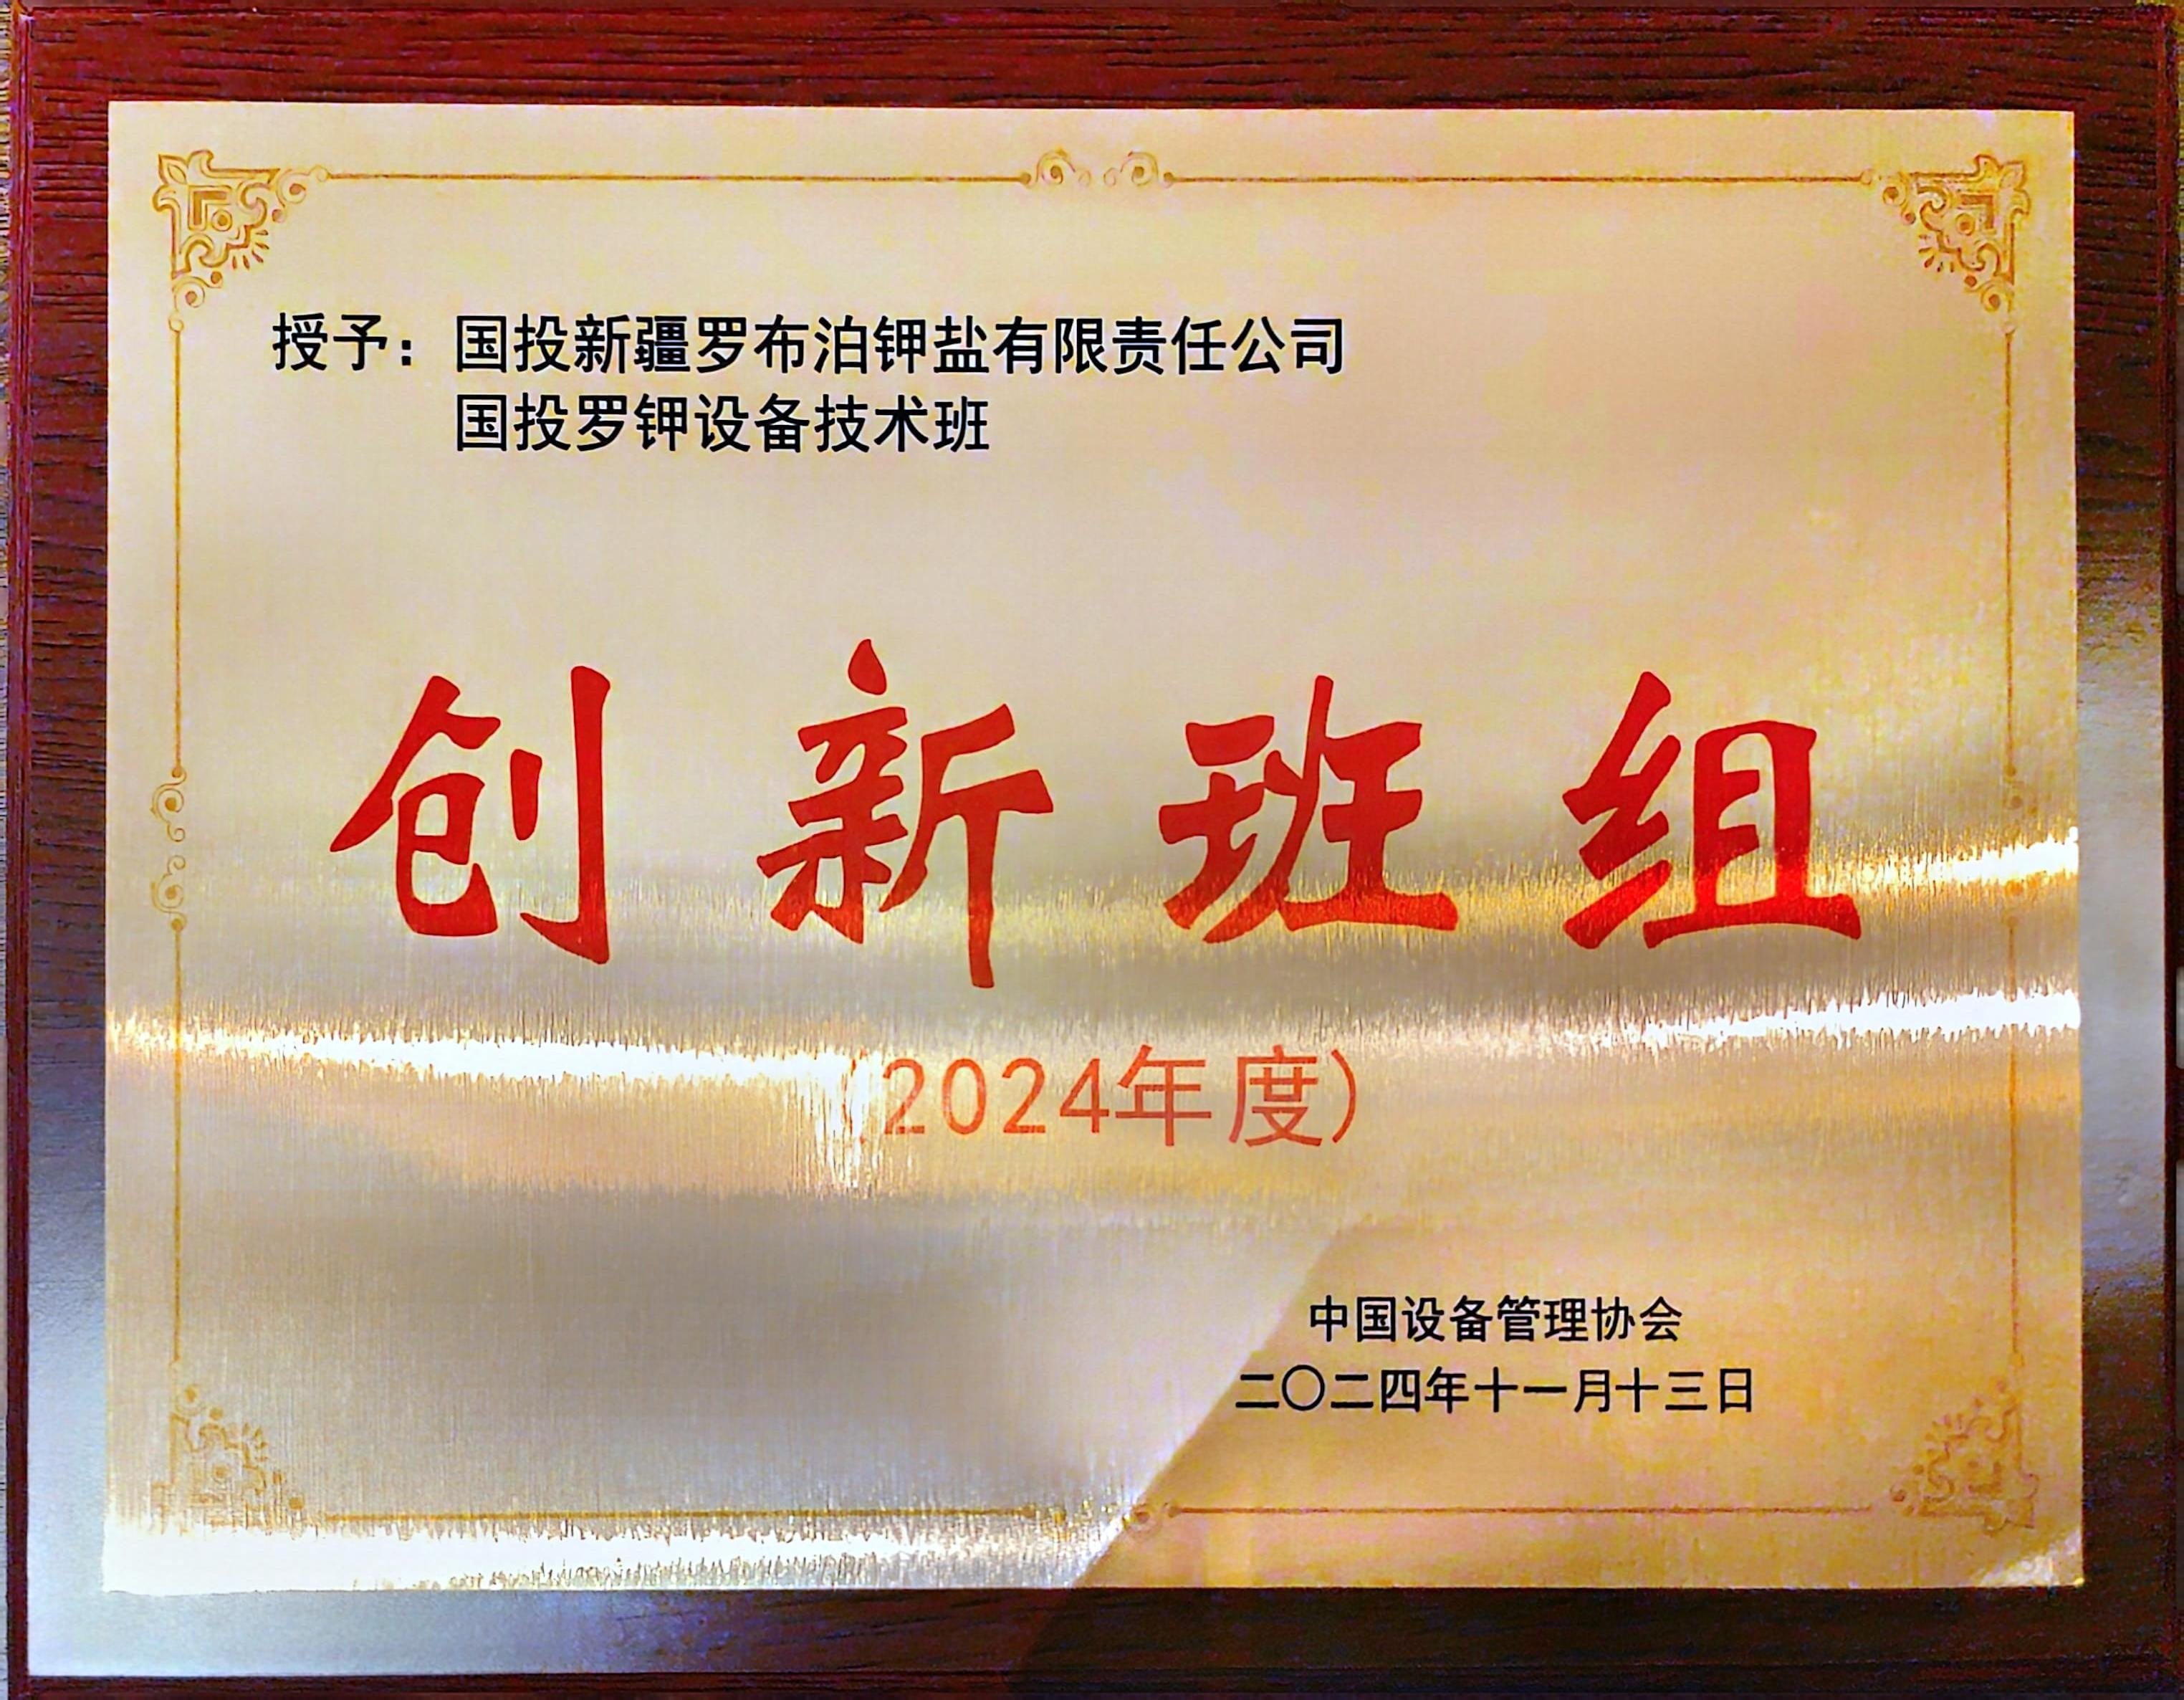 授予：国投新疆罗布泊钾盐有限责任公司
国投罗钾设备技术班
创新班组
（2024年度）
中国设备管理协会
二〇二四年十一月十三日